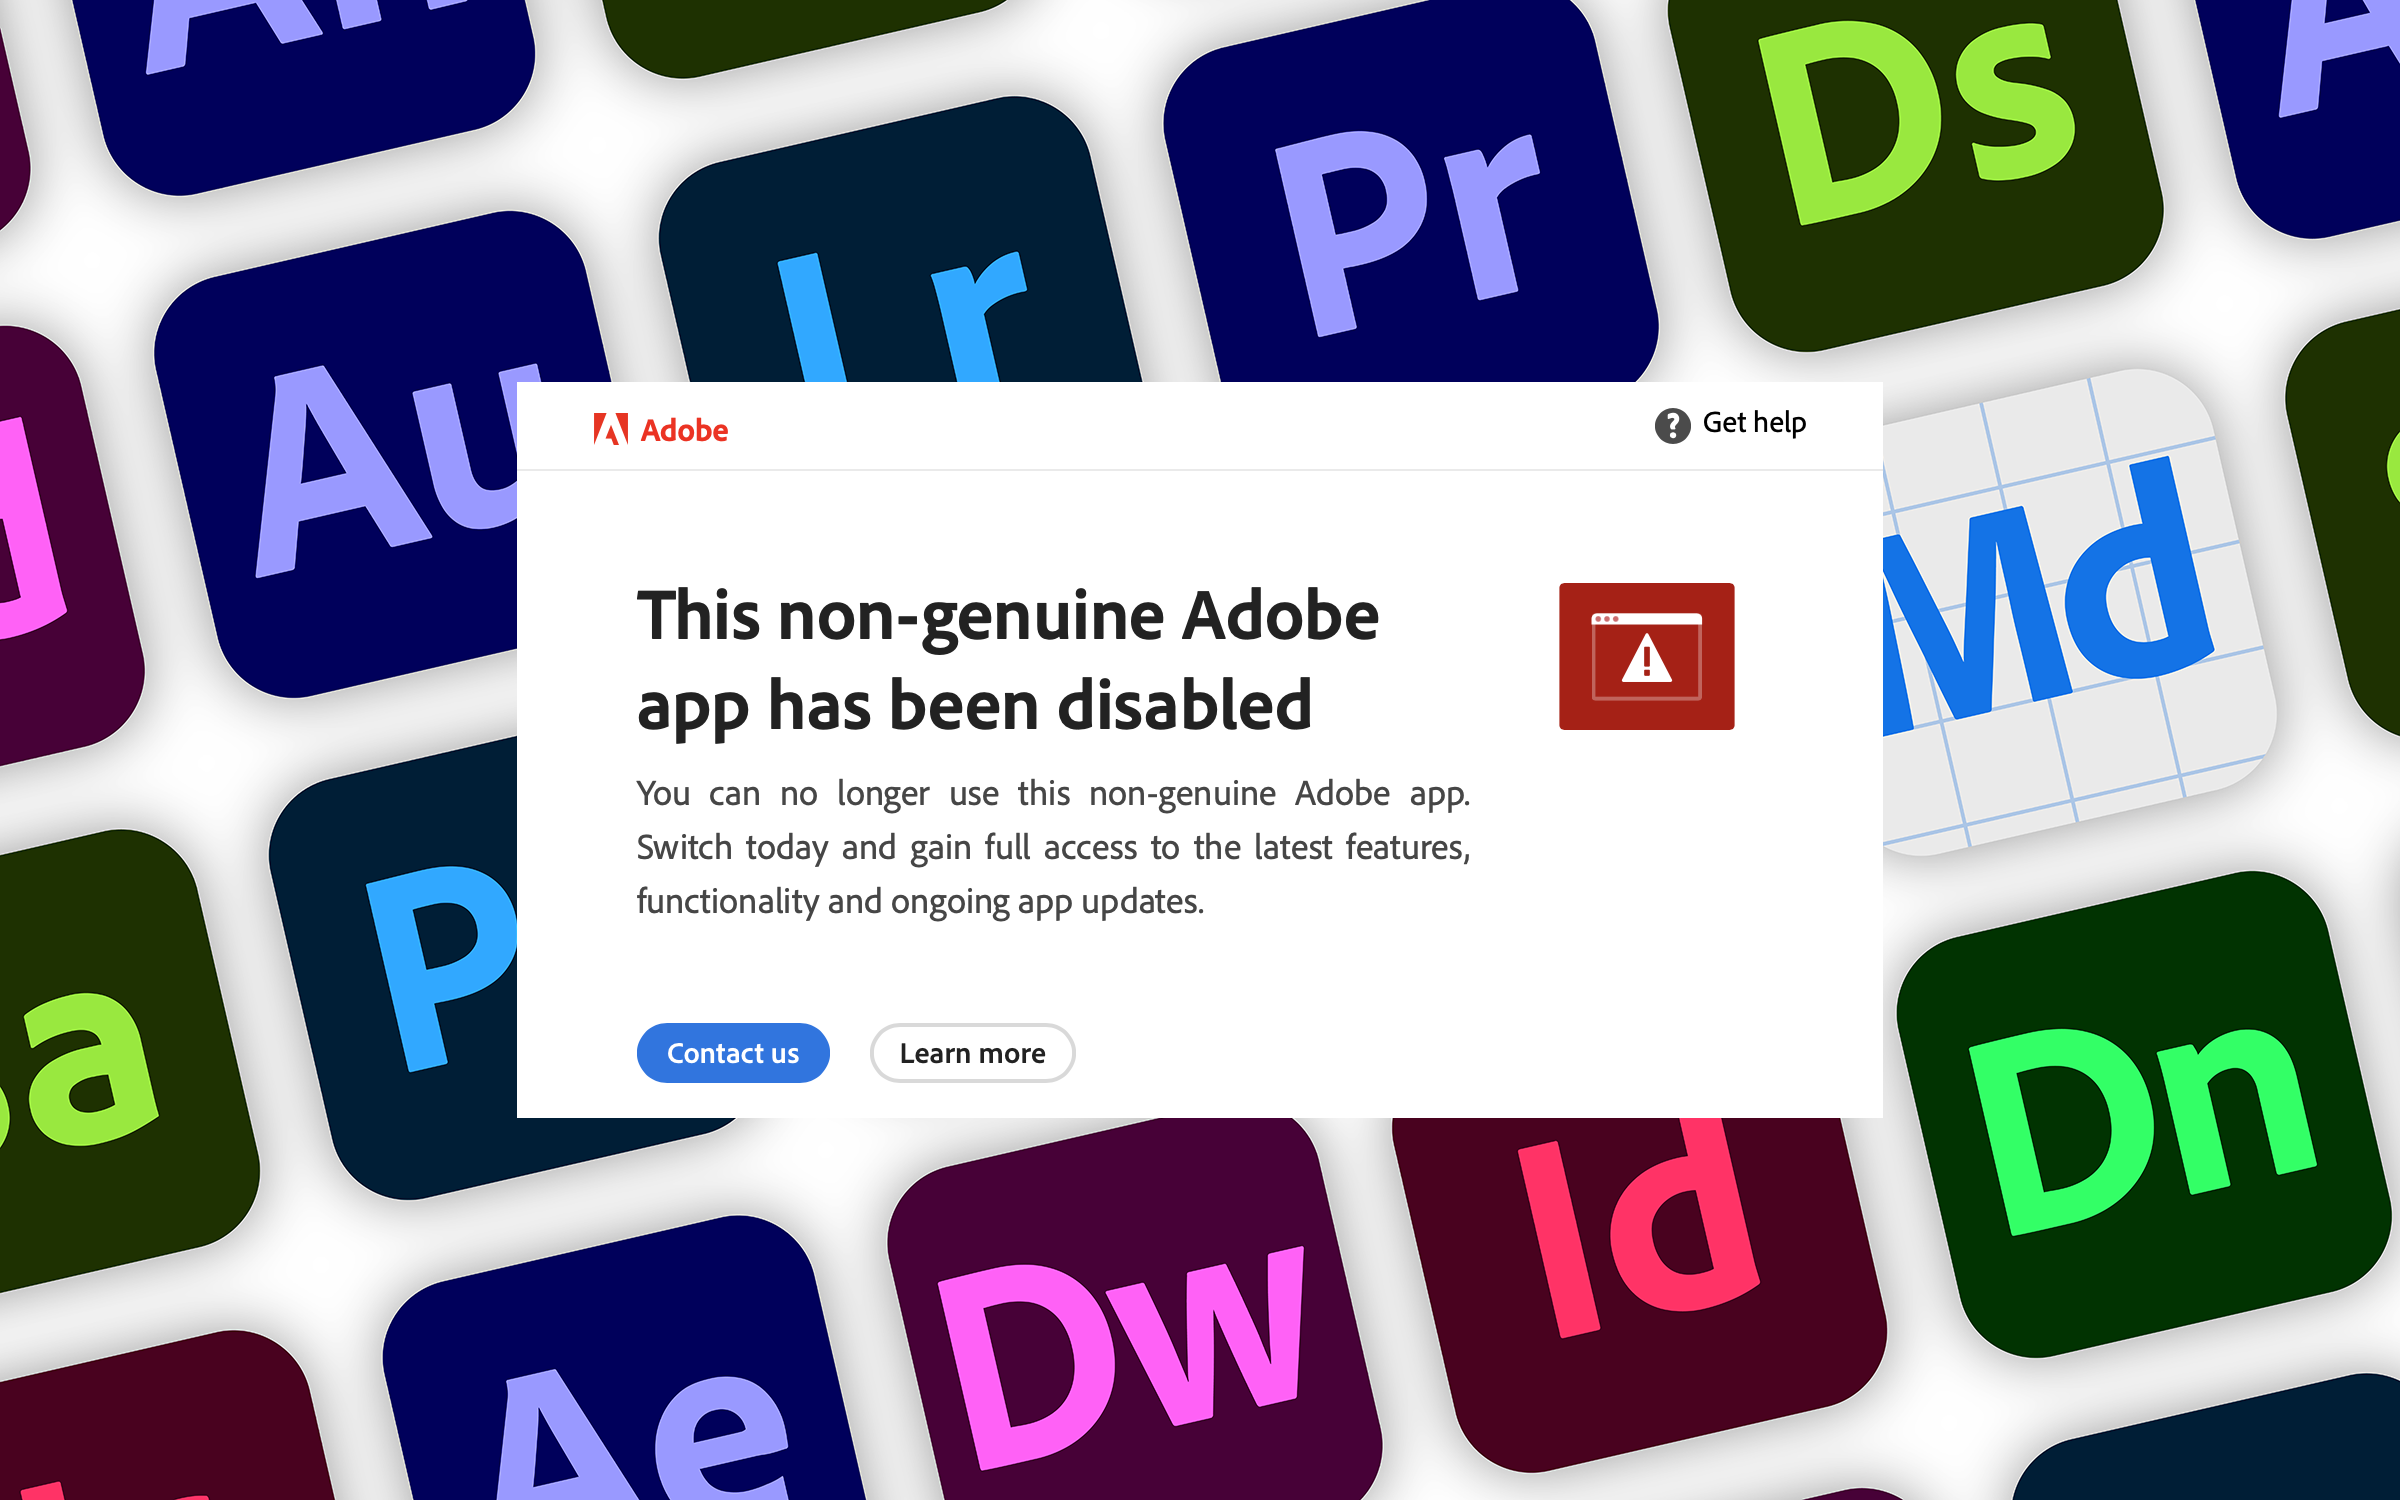 Pr
Ds
Au
Lr
Adobe
Get help
This non-genuine Adobe
app has been disabled
You can no longer use this non-genuine Adobe app.
Switch today and gain full access to the latest features,
functionality and ongoing app updates.
Contact us
Learn more
Md
P
a
Dn
Dw
Id
Ae